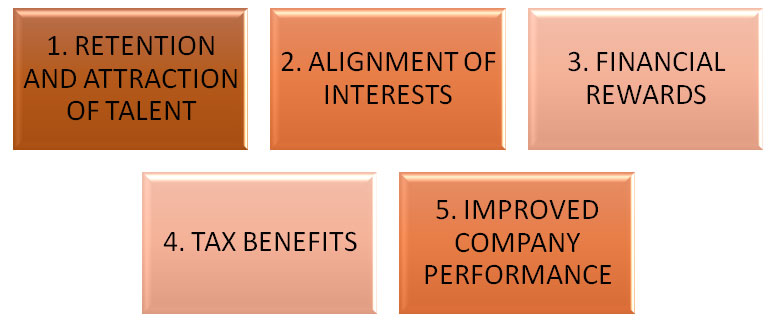 1. RETENTION
AND ATTRACTION
OF TALENT
2. ALIGNMENT OF
INTERESTS
3. FINANCIAL
REWARDS
4. TAX BENEFITS
5. IMPROVED
COMPANY
PERFORMANCE